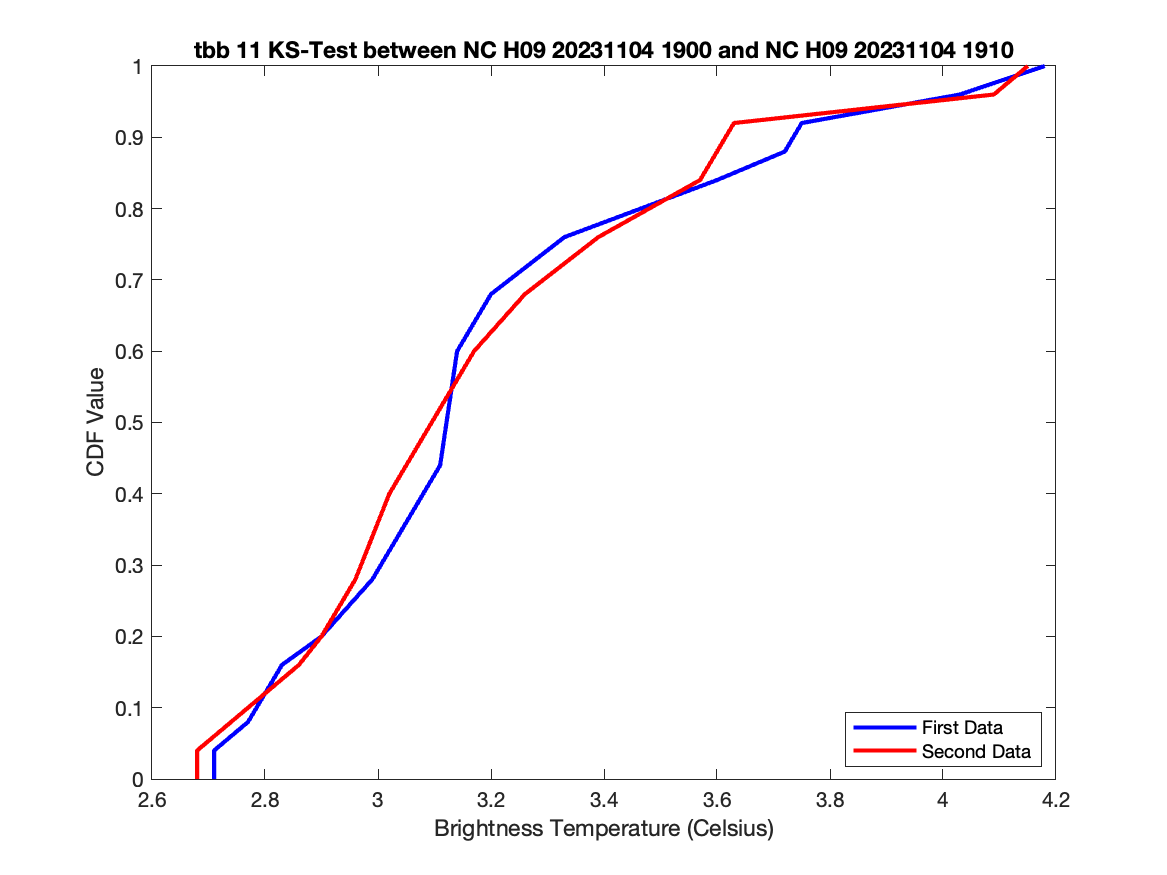 tbb 11 KS-Test between NC H09 20231104 1900 and NC H09 20231104 1910
1
0.9
0.8
0.7
0.6
0.5
0.4
0.3
0.2
0.1
0
CDF Value
First Data
Second Data
2.6 2.8 3 3.2 3.4 3.6 3.8 4 4.2
Brightness Temperature (Celsius)